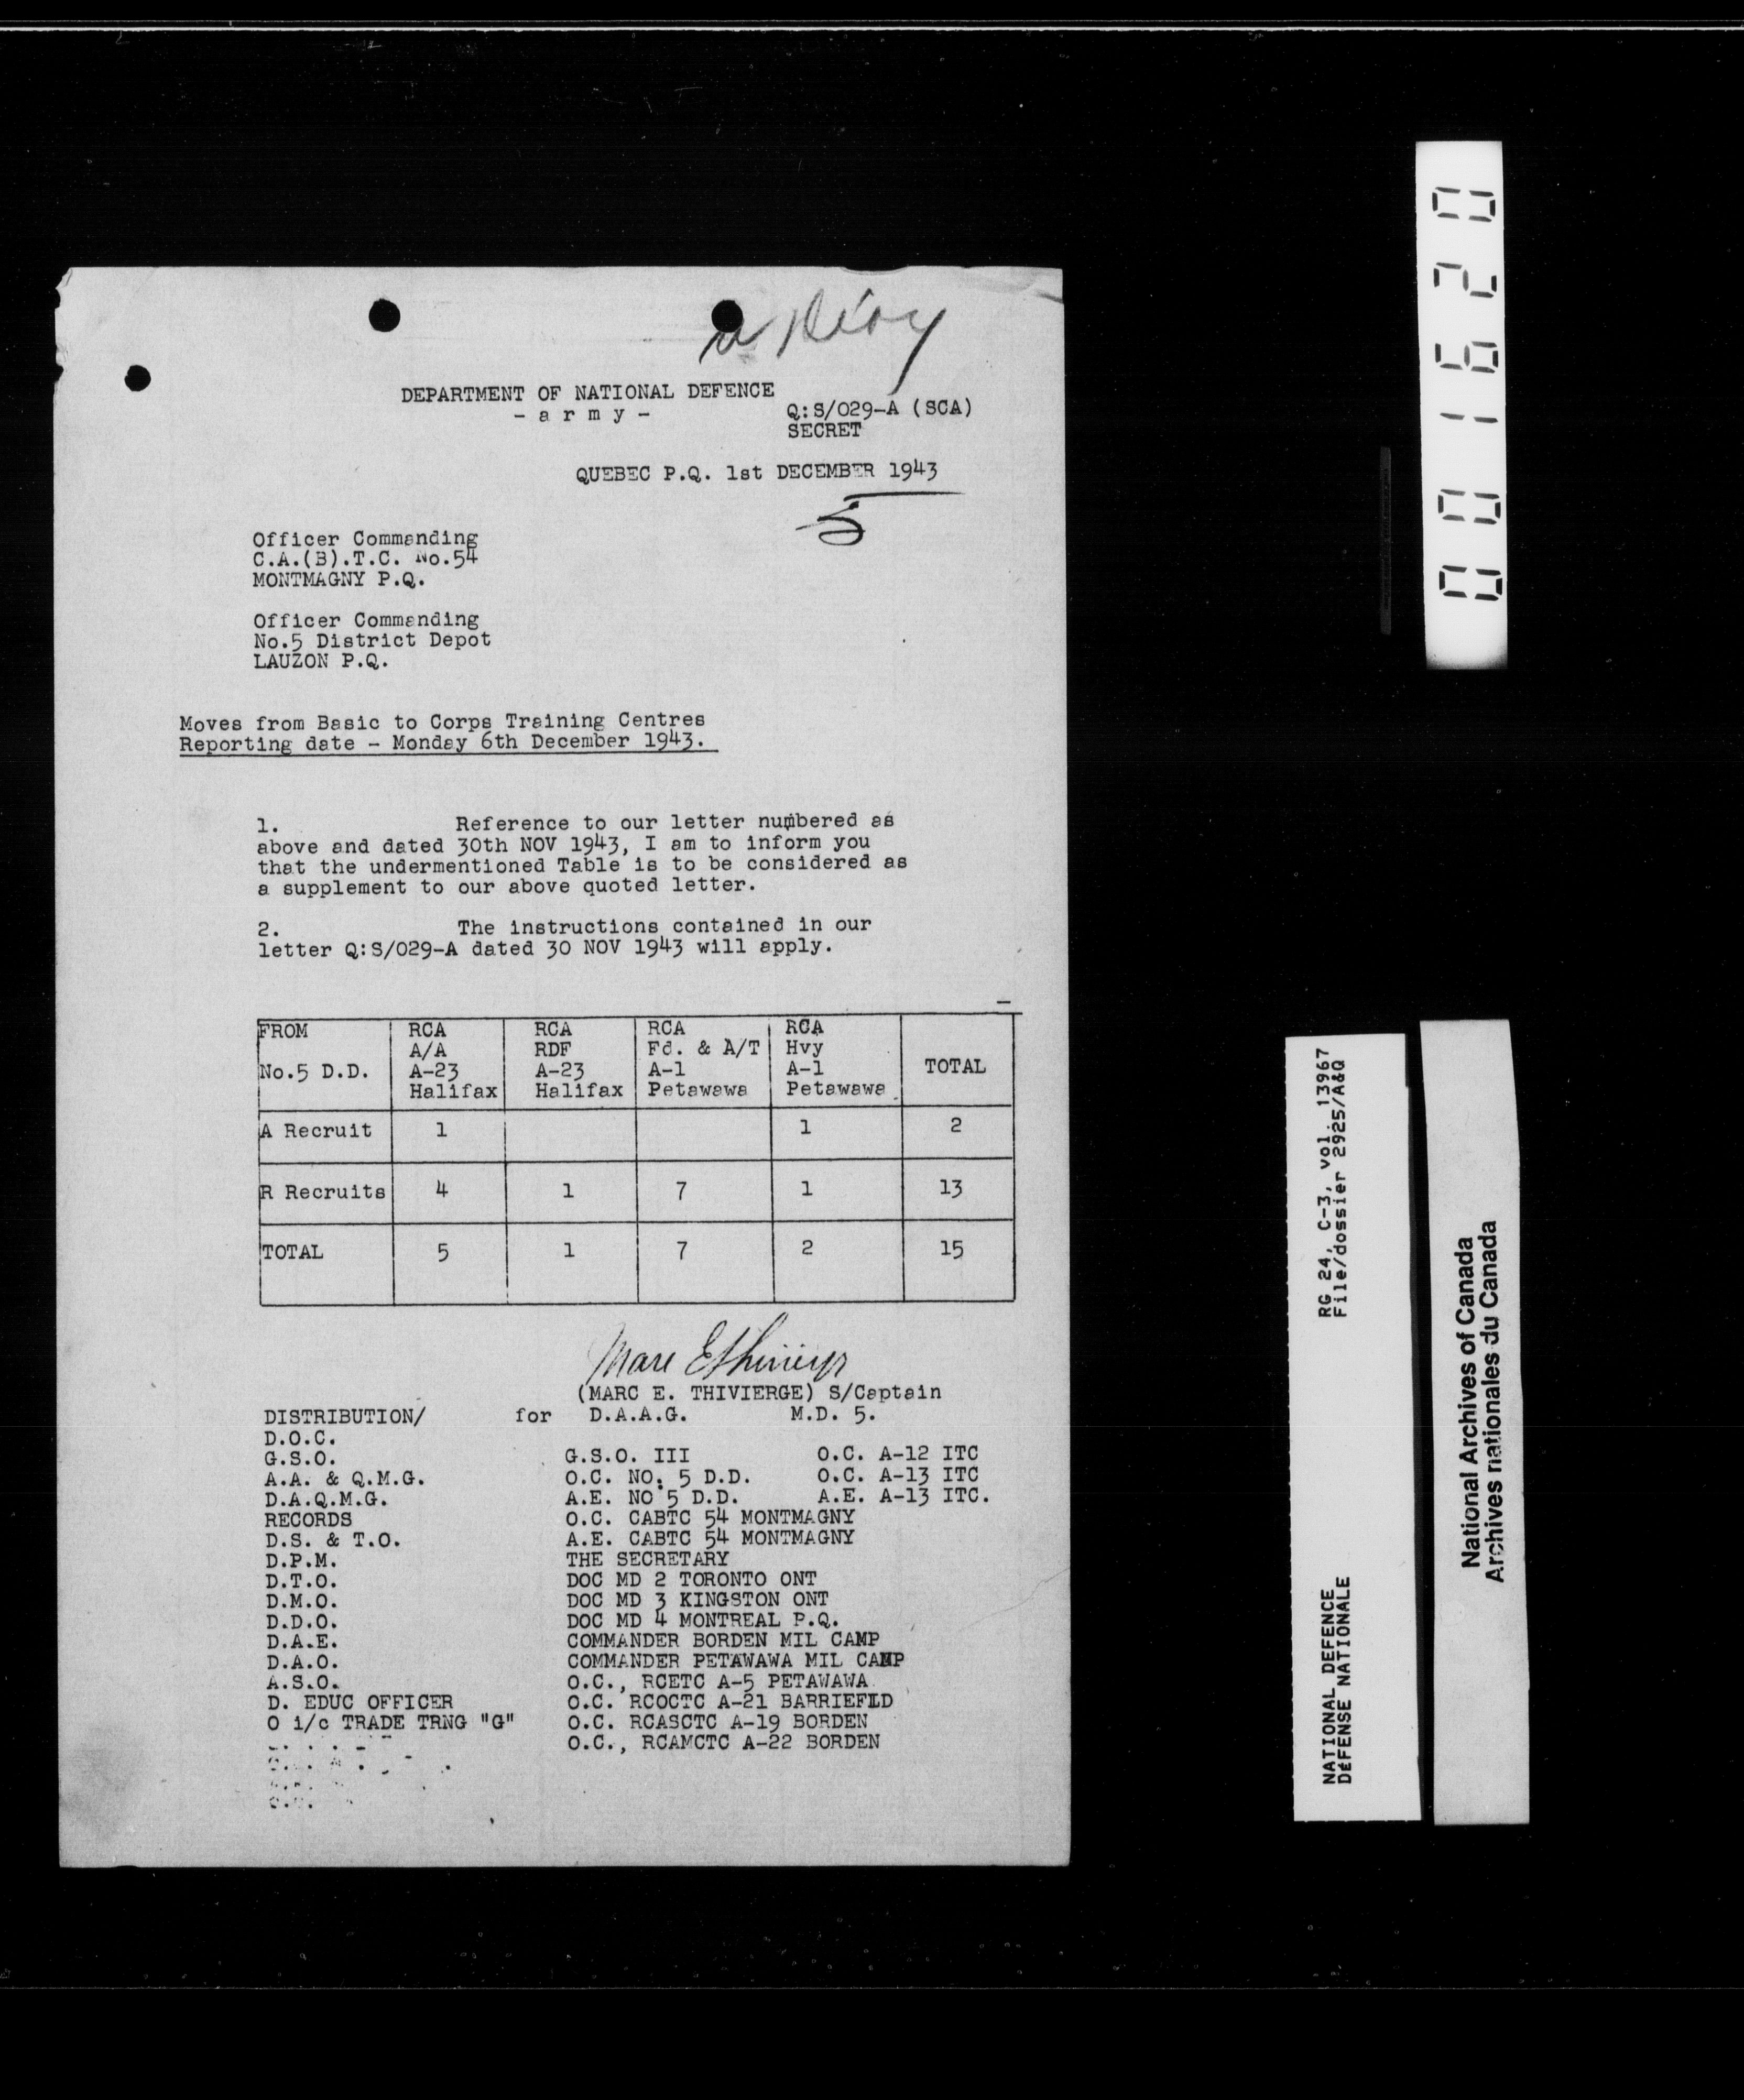 DEPARTMENT OF NATIONAL DEFENCE
- a r m y -
Q:S/029-A (SCA)
SECRET
QUEBEC P.Q. 1st DECEMBER 1943
5
Officer Commanding
C.A.(B).T.C. No.54
MONTMAGNY P.Q.
Officer Commanding
No.5 District Depot
LAUZON P.Q.
Moves from Basic to Corps Training Centres
Reporting date - Monday 6th December 1943.
1. Reference to our letter numbered as
above and dated 30th NOV 1943, I am to inform you
that the undermentioned Table is to be considered as
a supplement to our above quoted letter.
2. The instructions contained in our
letter Q:S/029-A dated 30 NOV 1943 will apply.
FROM RCA RCA RCA RCA
A/A RDF Fd. & A/T Hvy
No.5 D.D. A-23 A-23 A-1 A-1 TOTAL
Halifax Halifax Petawawa Petawawa
A Recruit 1 1 2
R Recruits 4 1 7 1 13
TOTAL 5 1 7 2 15
(MARC E. THIVIERGE) S/Captain
DISTRIBUTION/ for D.A.A.G. M.D. 5.
D.O.C.
G.S.O. G.S.O. III O.C. A-12 ITC
A.A. & Q.M.G. O.C. NO. 5 D.D. O.C. A-13 ITC
D.A.Q.M.G. A.E. NO 5 D.D. A.E. A-13 ITC.
RECORDS O.C. CABTC 54 MONTMAGNY
D.S. & T.O. A.E. CABTC 54 MONTMAGNY
D.P.M. THE SECRETARY
D.T.O. DOC MD 2 TORONTO ONT
D.M.O. DOC MD 3 KINGSTON ONT
D.D.O. DOC MD 4 MONTREAL P.Q.
D.A.E. COMMANDER BORDEN MIL CAMP
D.A.O. COMMANDER PETAWAWA MIL CAMP
A.S.O. O.C., RCETC A-5 PETAWAWA
D. EDUC OFFICER O.C. RCOCTC A-21 BARRIEFILD
O i/c TRADE TRNG "G" O.C. RCASCTC A-19 BORDEN
O.C., RCAMCTC A-22 BORDEN
001620
RG 24, C-3, vol. 13967
File/dossier 2925/A&Q
NATIONAL DEFENCE
DÉFENSE NATIONALE
National Archives of Canada
Archives nationales du Canada